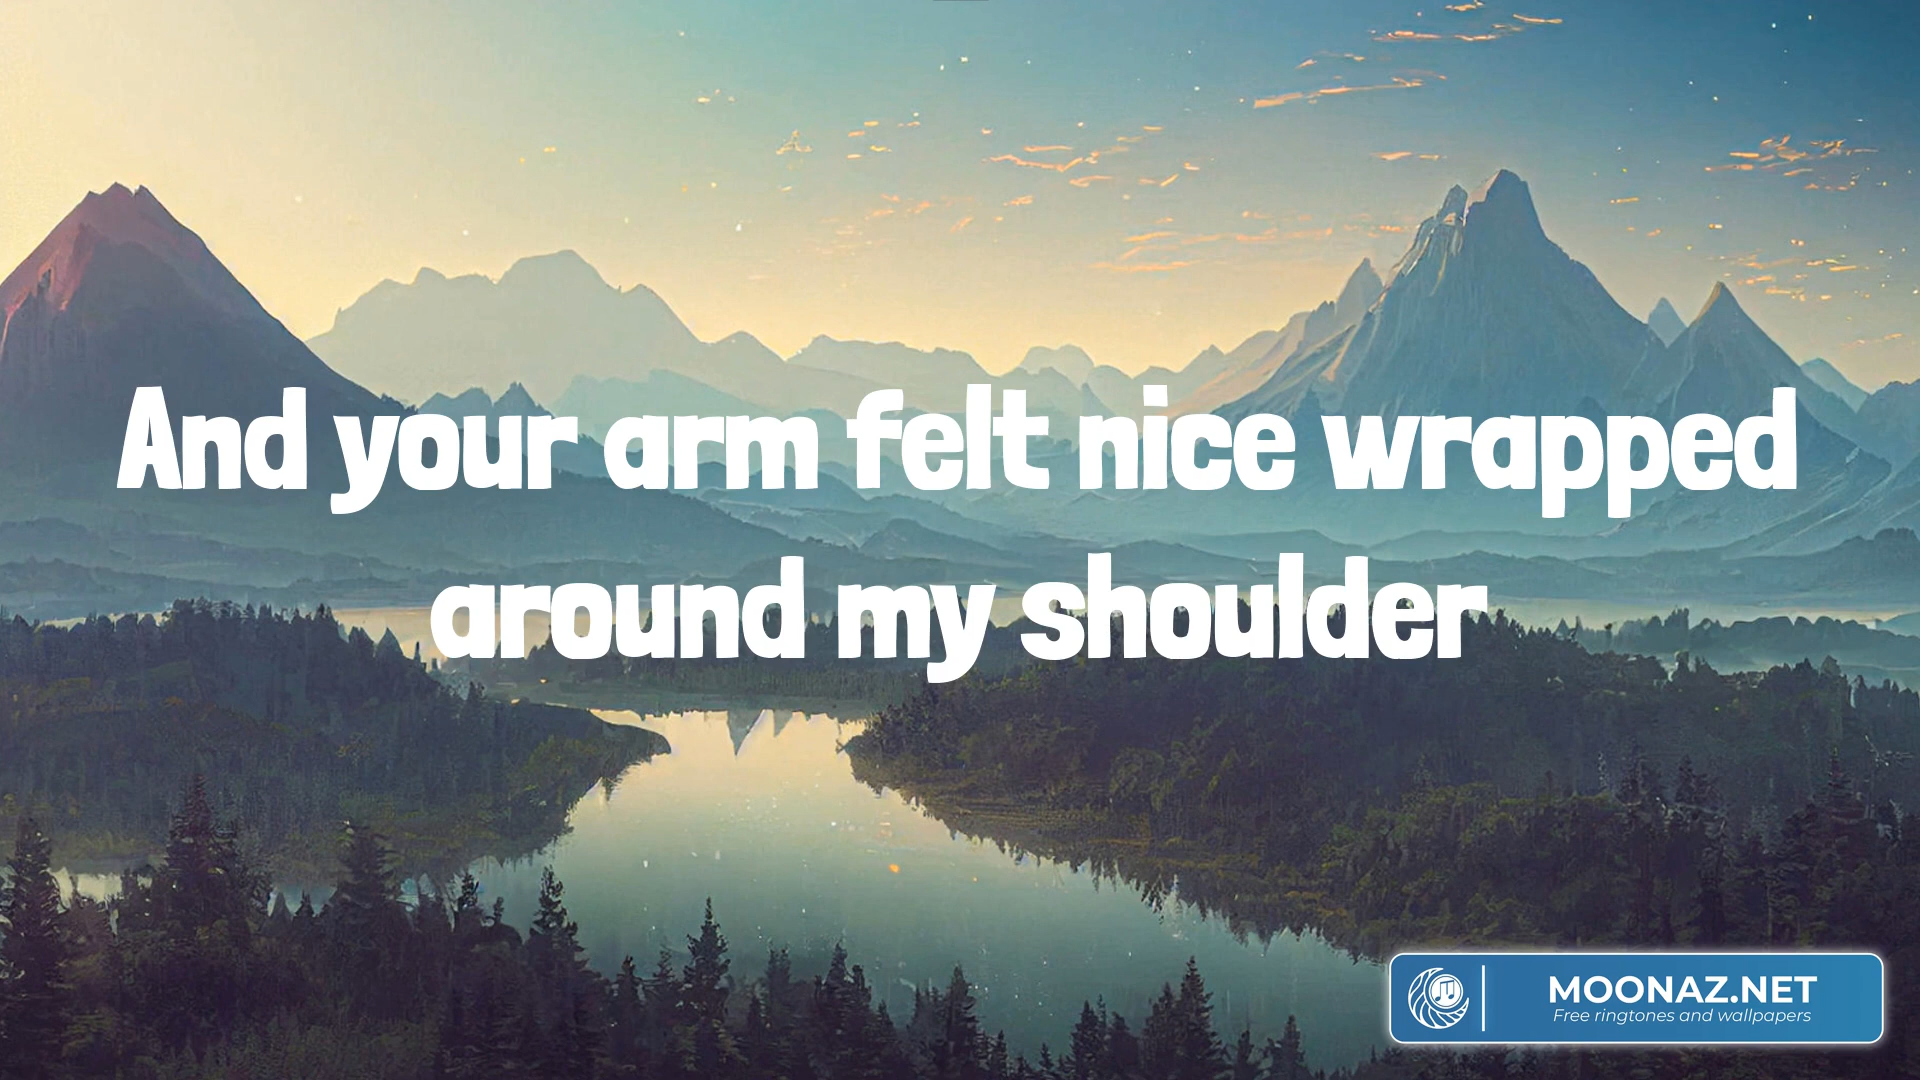 And your arm felt nice wrapped
around my shoulder
MOONAZ.NET
Free ringtones and wallpapers